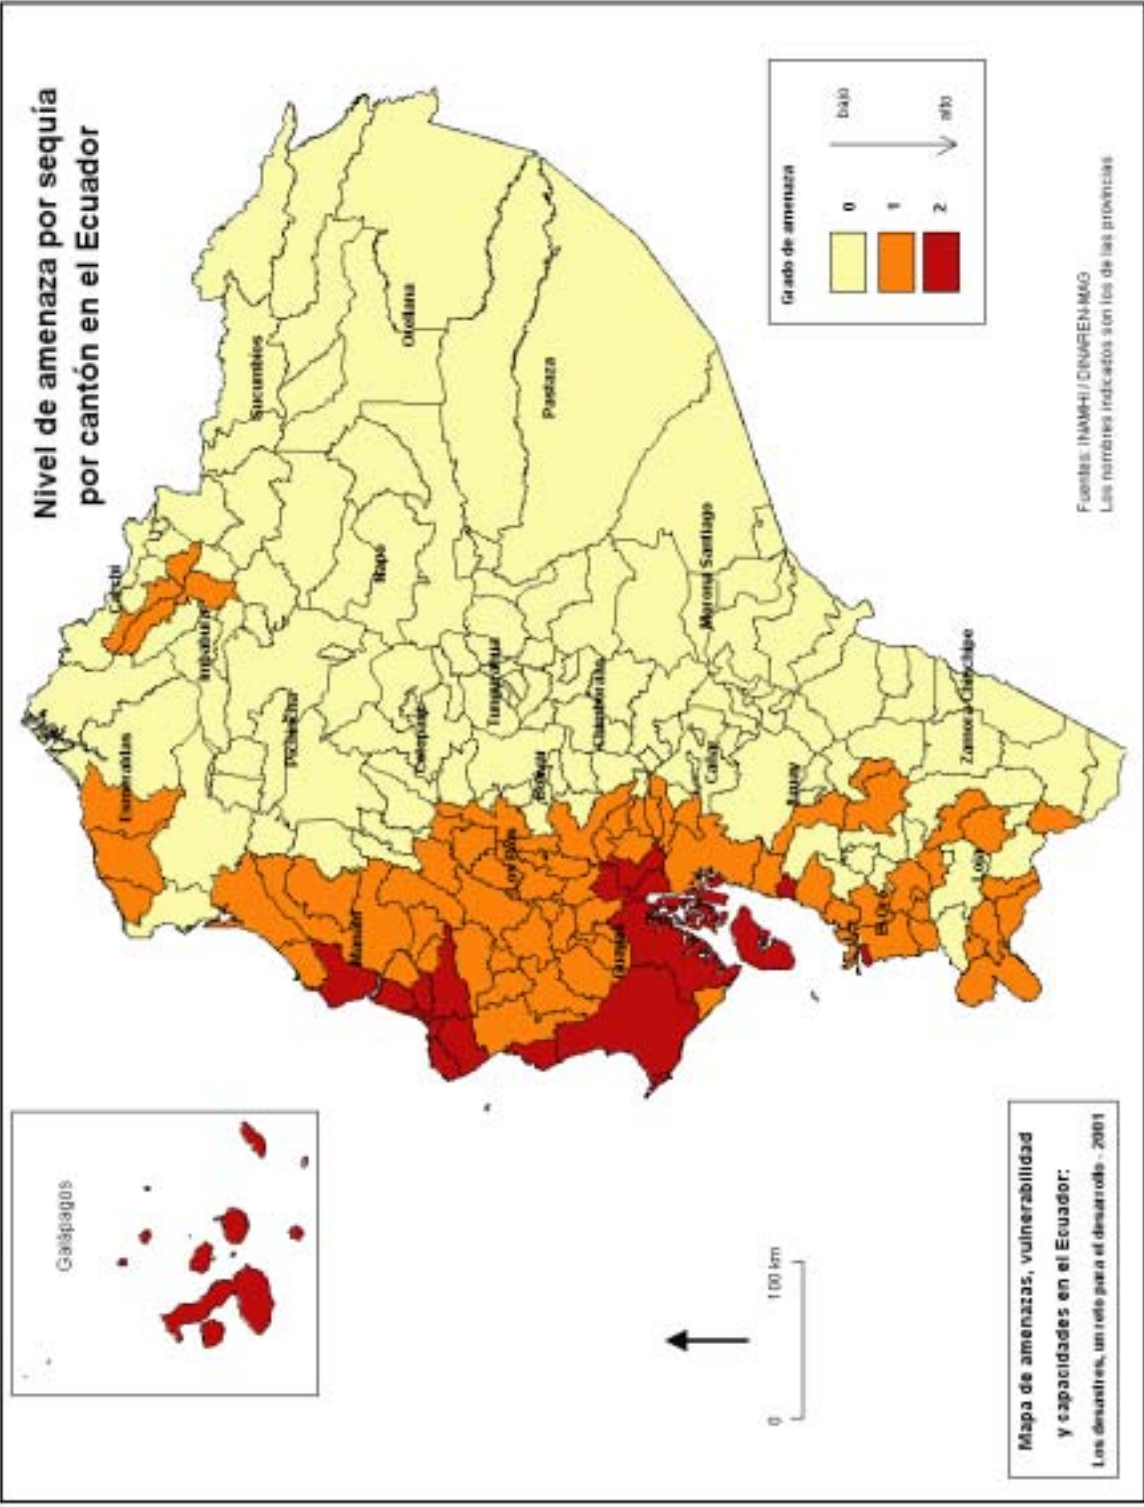 Nivel de amenaza por sequía
por cantón en el Ecuador
Galápagos
Carchi
Esmeraldas
Imbabura
Sucumbios
Pichincha
Napo
Orellana
Manabí
Cotopaxi
Tungurahua
Los Ríos
Bolívar
Pastaza
Chimborazo
Guayas
Morona Santiago
Cañar
Azuay
El Oro
Loja
Zamora Chinchipe
Grado de amenaza
0 bajo
1
2 alto
0 100 km
Mapa de amenazas, vulnerabilidad
y capacidades en el Ecuador:
Los desastres, un reto para el desarrollo - 2001
Fuentes: INAMHI / DINAREN-MAG
Los nombres indicados son los de las provincias